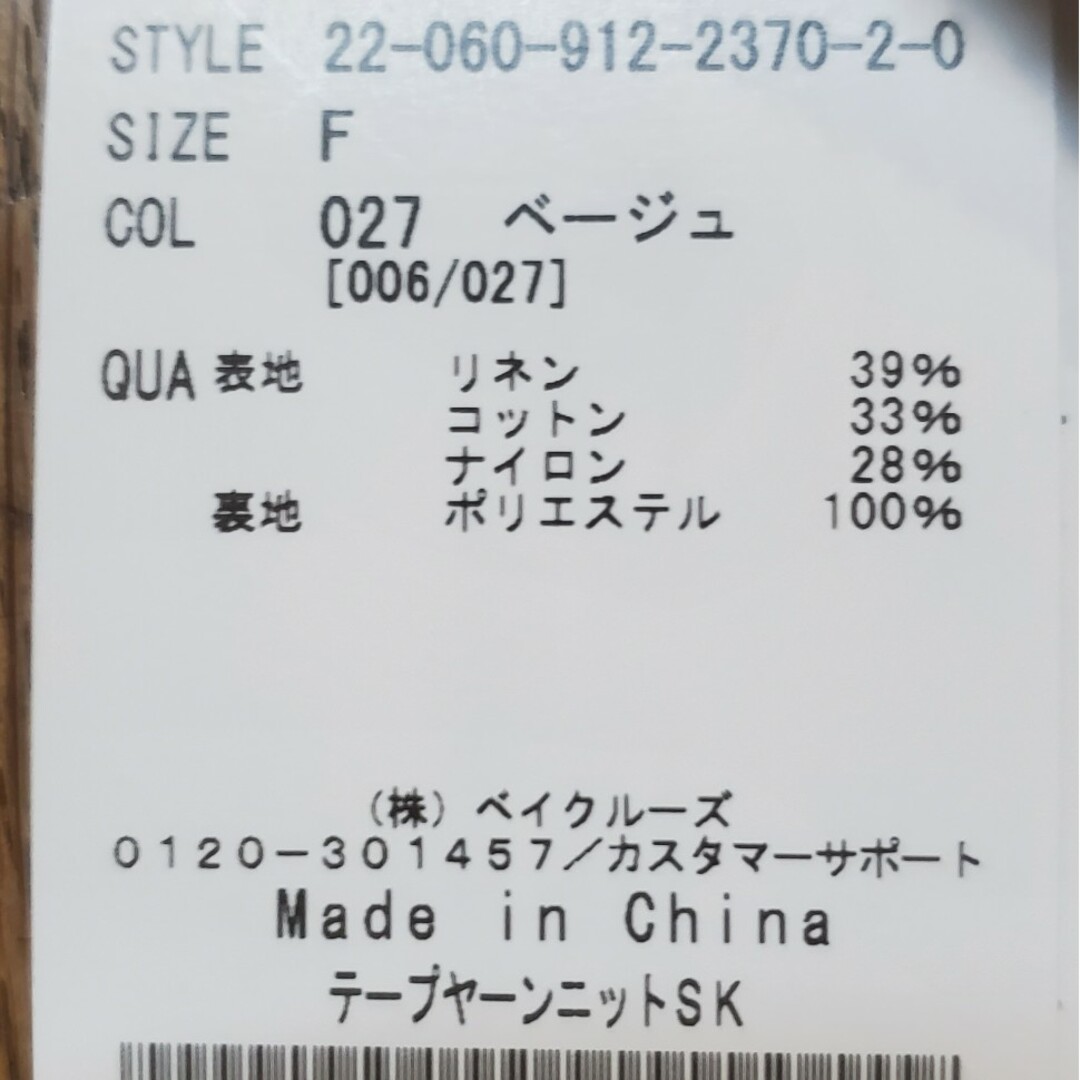 STYLE 22-060-912-2370-2-0
SIZE F
COL 027 ベージュ
[006/027]
QUA 表地 リネン 39%
コットン 33%
ナイロン 28%
裏地 ポリエステル 100%
(株) ベイクルーズ
0120-301457/カスタマーサポート
Made in China
テープヤーンニットSK